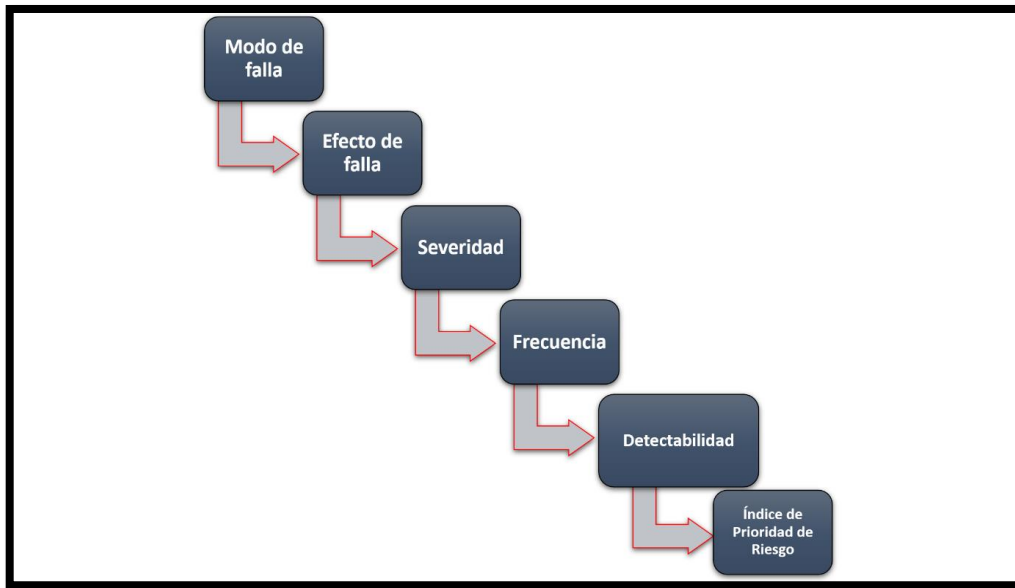 Modo de
falla
Efecto de
falla
Severidad
Frecuencia
Detectabilidad
Índice de
Prioridad de
Riesgo